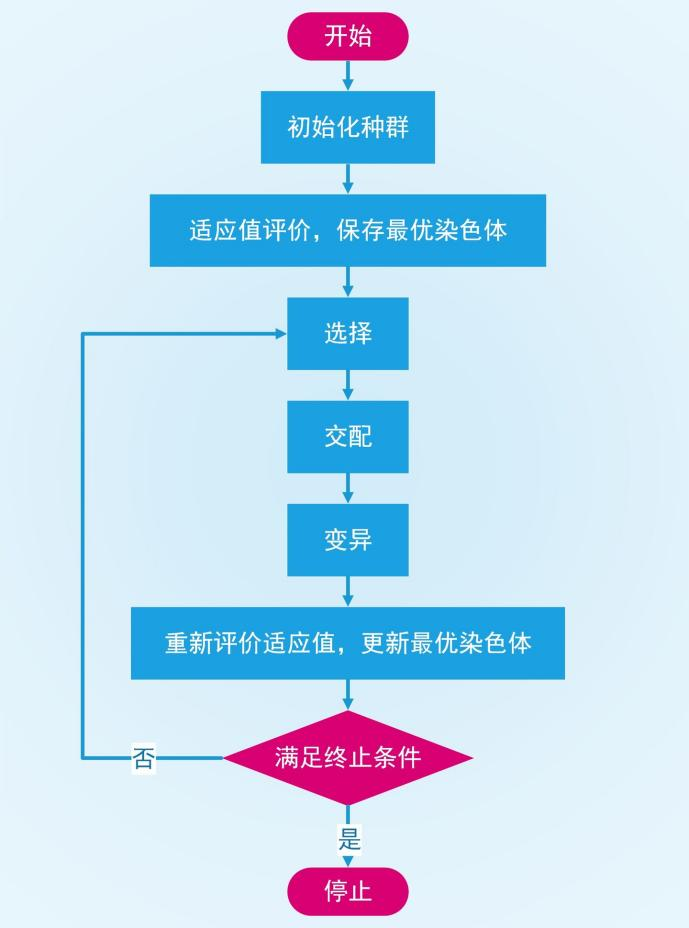 开始
初始化种群
适应值评价，保存最优染色体
选择
交配
变异
重新评价适应值，更新最优染色体
满足终止条件
否
是
停止